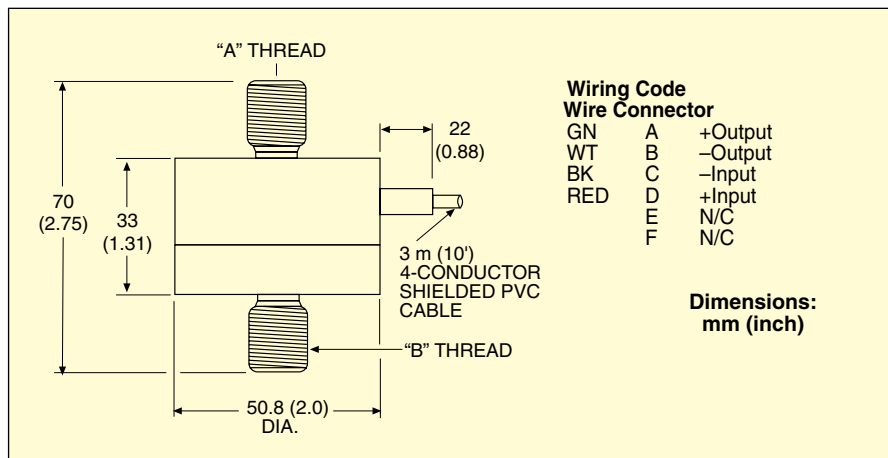 "A" THREAD
22
(0.88)
70
(2.75)
33
(1.31)
3 m (10')
4-CONDUCTOR
SHIELDED PVC
CABLE
"B" THREAD
50.8 (2.0)
DIA.
Wiring Code
Wire Connector
GN A +Output
WT B –Output
BK C –Input
RED D +Input
E N/C
F N/C
Dimensions:
mm (inch)